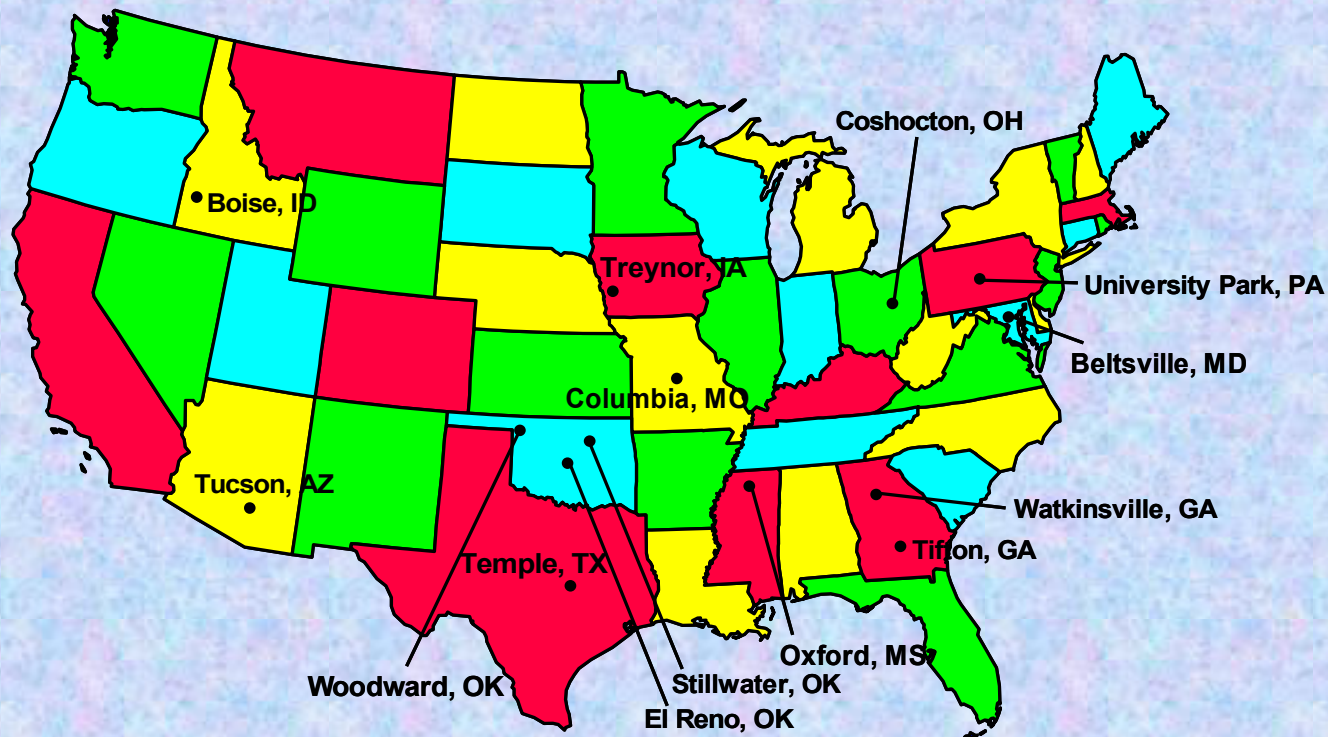 Coshocton, OH
Boise, ID
Treynor, IA
University Park, PA
Beltsville, MD
Columbia, MO
Tucson, AZ
Watkinsville, GA
Tifton, GA
Temple, TX
Oxford, MS
Woodward, OK
Stillwater, OK
El Reno, OK